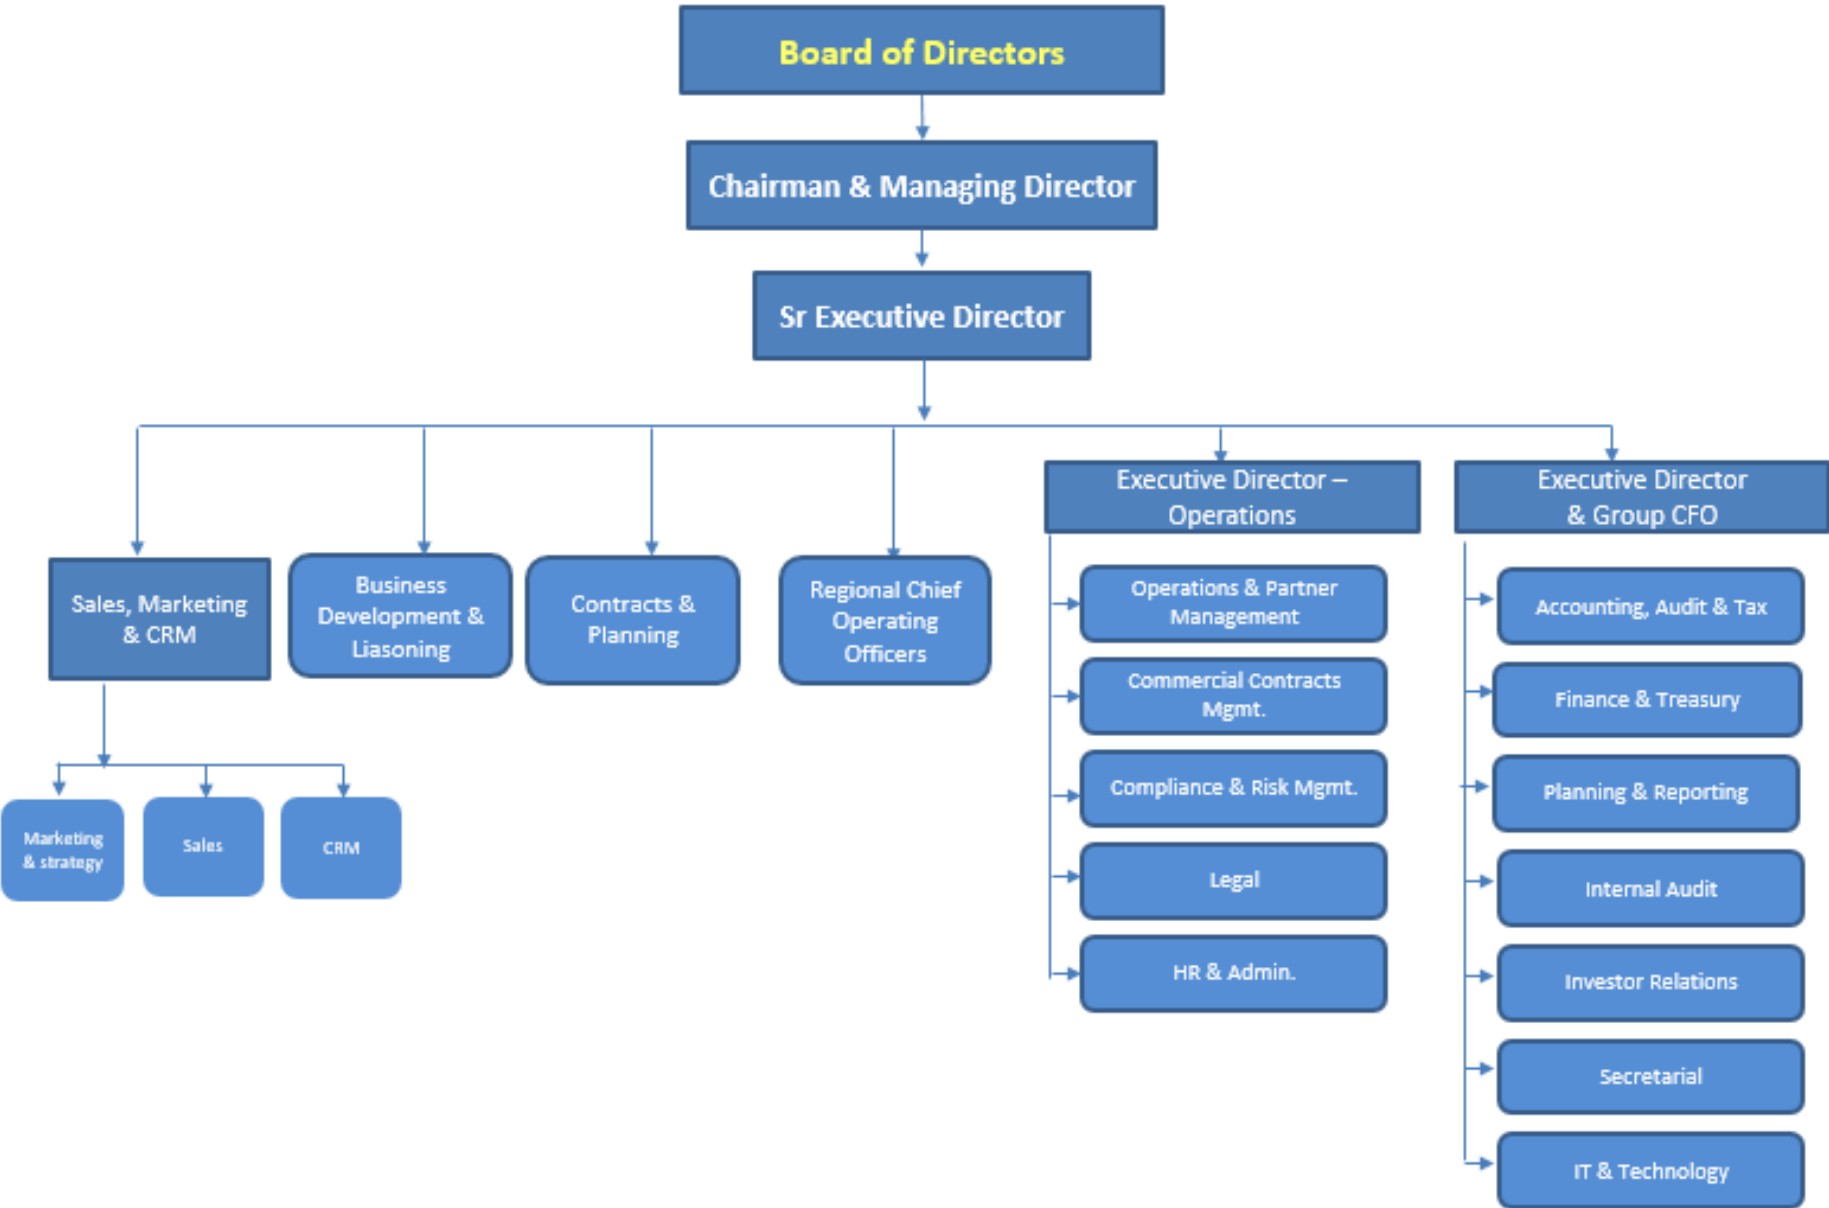 Board of Directors
Chairman & Managing Director
Sr Executive Director
Sales, Marketing
& CRM
Business
Development &
Liasoning
Contracts &
Planning
Regional Chief
Operating
Officers
Executive Director –
Operations
Executive Director
& Group CFO
Marketing
& strategy
Sales
CRM
Operations & Partner
Management
Commercial Contracts
Mgmt.
Compliance & Risk Mgmt.
Legal
HR & Admin.
Accounting, Audit & Tax
Finance & Treasury
Planning & Reporting
Internal Audit
Investor Relations
Secretarial
IT & Technology